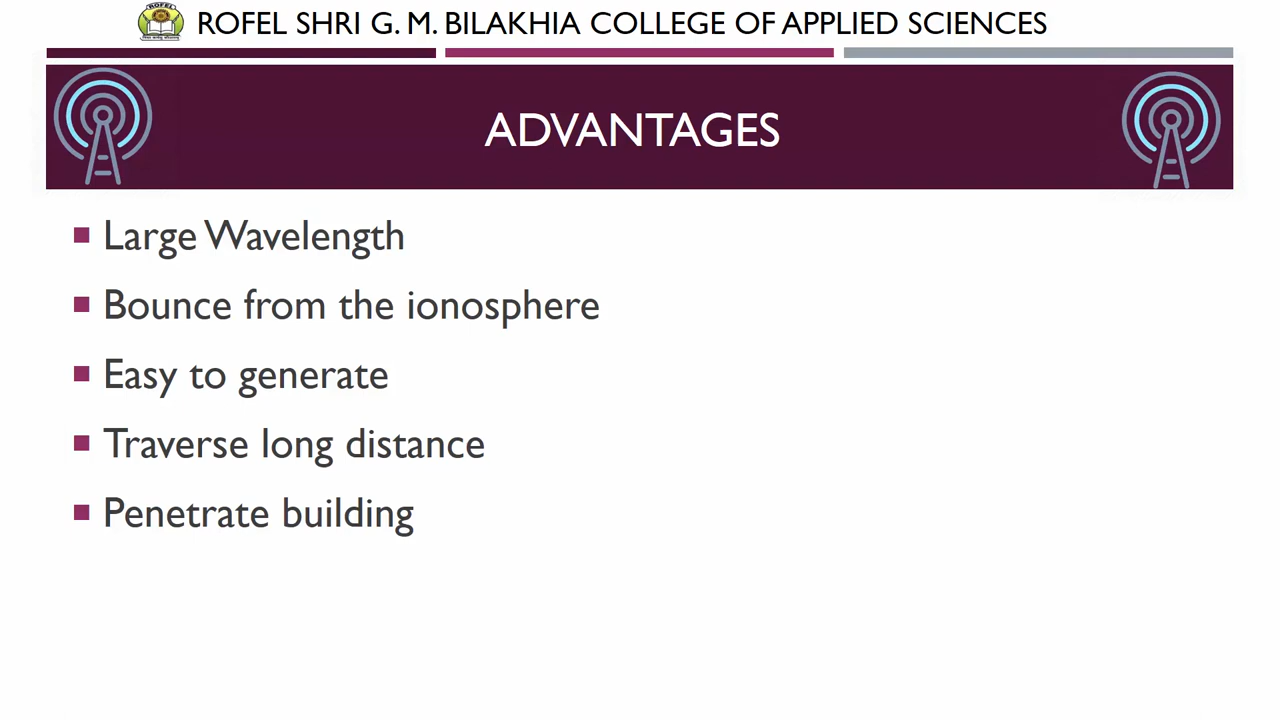 ROFEL
ROFEL SHRI G. M. BILAKHIA COLLEGE OF APPLIED SCIENCES
ADVANTAGES
Large Wavelength
Bounce from the ionosphere
Easy to generate
Traverse long distance
Penetrate building